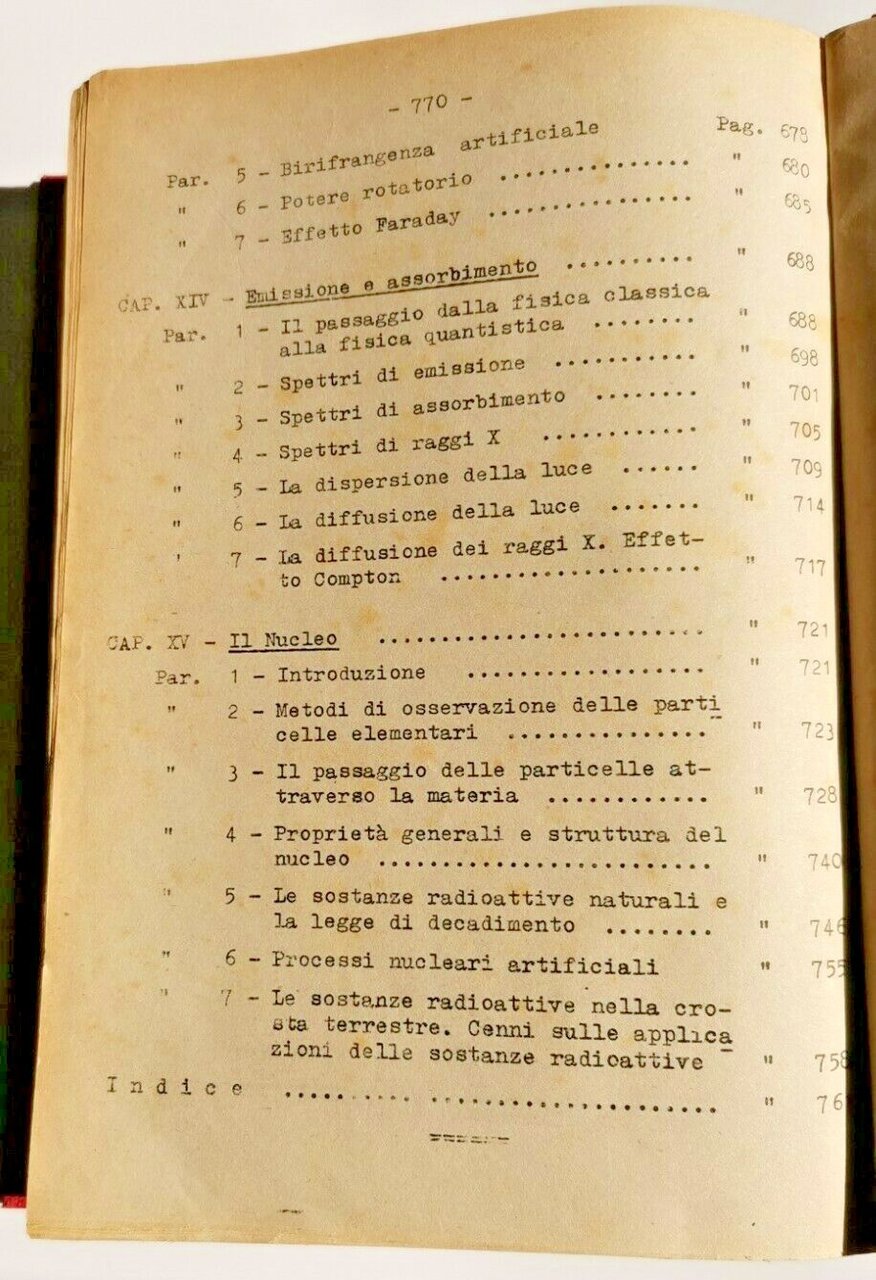 - 770 -
Par. 5 - Birifrangenza artificiale Pag. 678
" 6 - Potere rotatorio ............... " 680
" 7 - Effetto Faraday ................ " 685
CAP. XIV - Emissione e assorbimento .......... " 688
Par. 1 - Il passaggio dalla fisica classica
alla fisica quantistica ........ " 688
" 2 - Spettri di emissione ........... " 698
" 3 - Spettri di assorbimento ........ " 701
" 4 - Spettri di raggi X ............ " 705
" 5 - La dispersione della luce ...... " 709
" 6 - La diffusione della luce ....... " 714
' 7 - La diffusione dei raggi X. Effet-
to Compton ..................... " 717
CAP. XV - Il Nucleo .......................... " 721
Par. 1 - Introduzione ................... " 721
" 2 - Metodi di osservazione delle parti_
celle elementari ................ " 723
" 3 - Il passaggio delle particelle at-
traverso la materia ............ " 728
" 4 - Proprietà generali e struttura del
nucleo .......................... " 740
" 5 - Le sostanze radioattive naturali e
la legge di decadimento ........ " 746
" 6 - Processi nucleari artificiali " 755
" 7 - Le sostanze radioattive nella cro-
sta terrestre. Cenni sulle applica_
zioni delle sostanze radioattive " 758
I n d i c e .................................. " 76